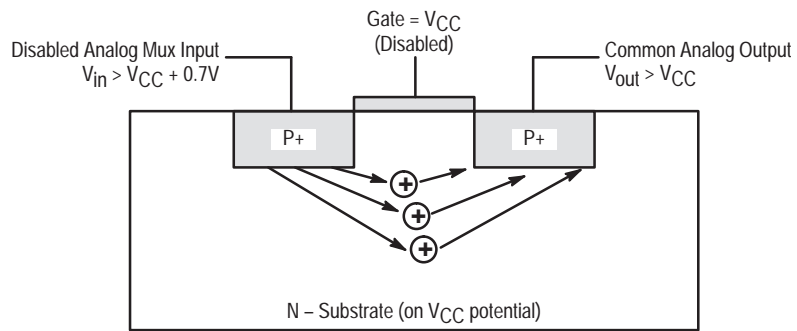 Gate = VCC
(Disabled)
Disabled Analog Mux Input
Vin > VCC + 0.7V
Common Analog Output
Vout > VCC
P+
P+
+
+
+
N – Substrate (on VCC potential)